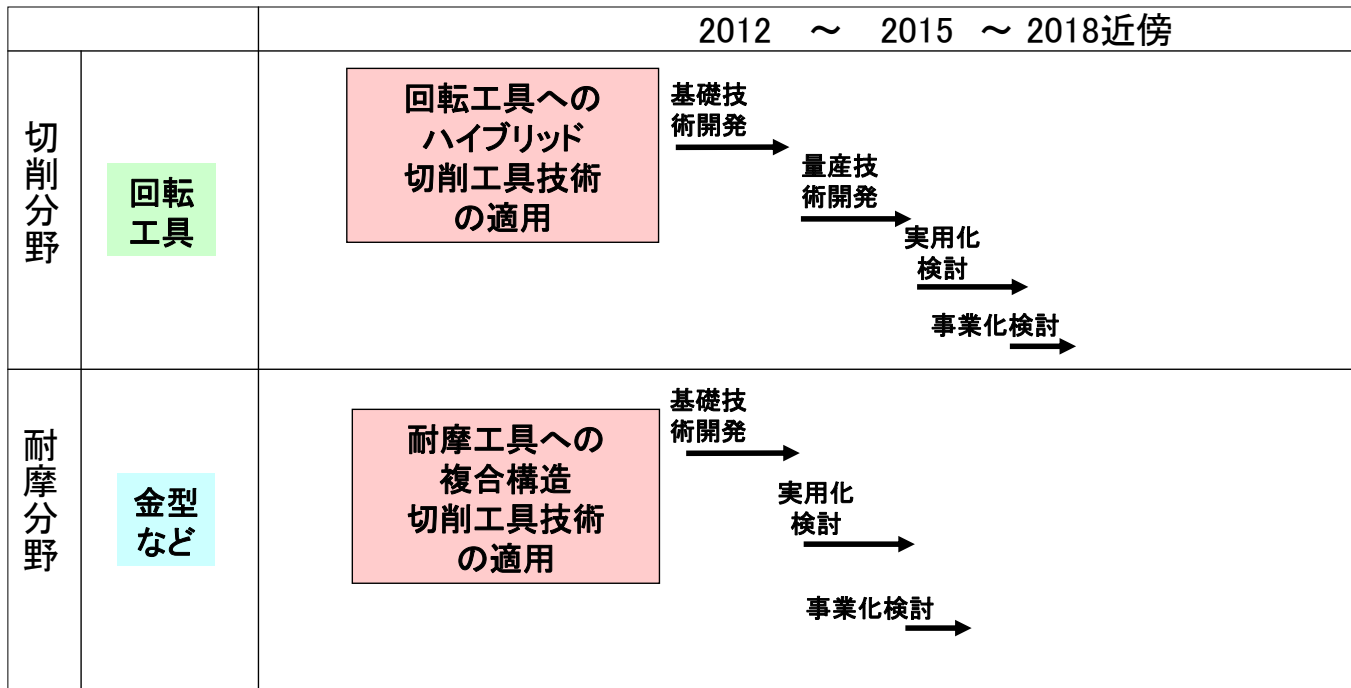 2012 ～ 2015 ～ 2018近傍
切削分野
回転
工具
回転工具への
ハイブリッド
切削工具技術
の適用
基礎技
術開発
量産技
術開発
実用化
検討
事業化検討
耐摩分野
金型
など
耐摩工具への
複合構造
切削工具技術
の適用
基礎技
術開発
実用化
検討
事業化検討